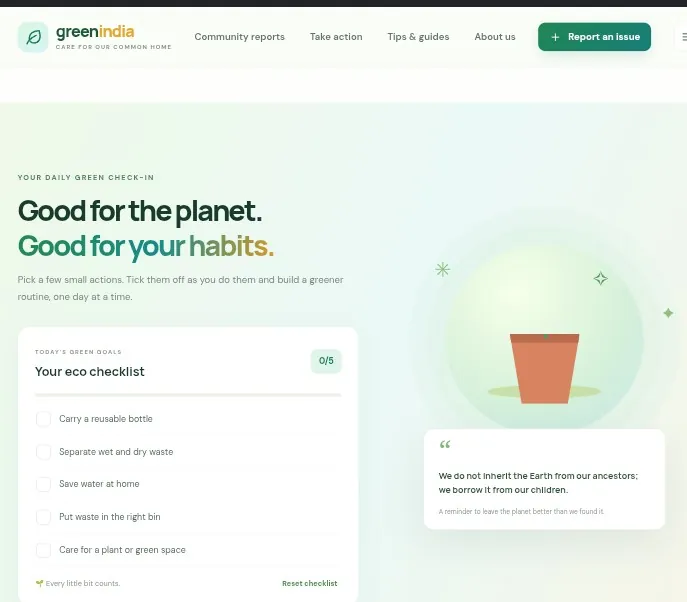 greenindia
CARE FOR OUR COMMON HOME
Community reports
Take action
Tips & guides
About us
+ Report an issue
YOUR DAILY GREEN CHECK-IN
Good for the planet.
Good for your habits.
Pick a few small actions. Tick them off as you do them and build a greener
routine, one day at a time.
TODAY'S GREEN GOALS
Your eco checklist
0/5
Carry a reusable bottle
Separate wet and dry waste
Save water at home
Put waste in the right bin
Care for a plant or green space
🌱 Every little bit counts.
Reset checklist
“
We do not inherit the Earth from our ancestors;
we borrow it from our children.
A reminder to leave the planet better than we found it.